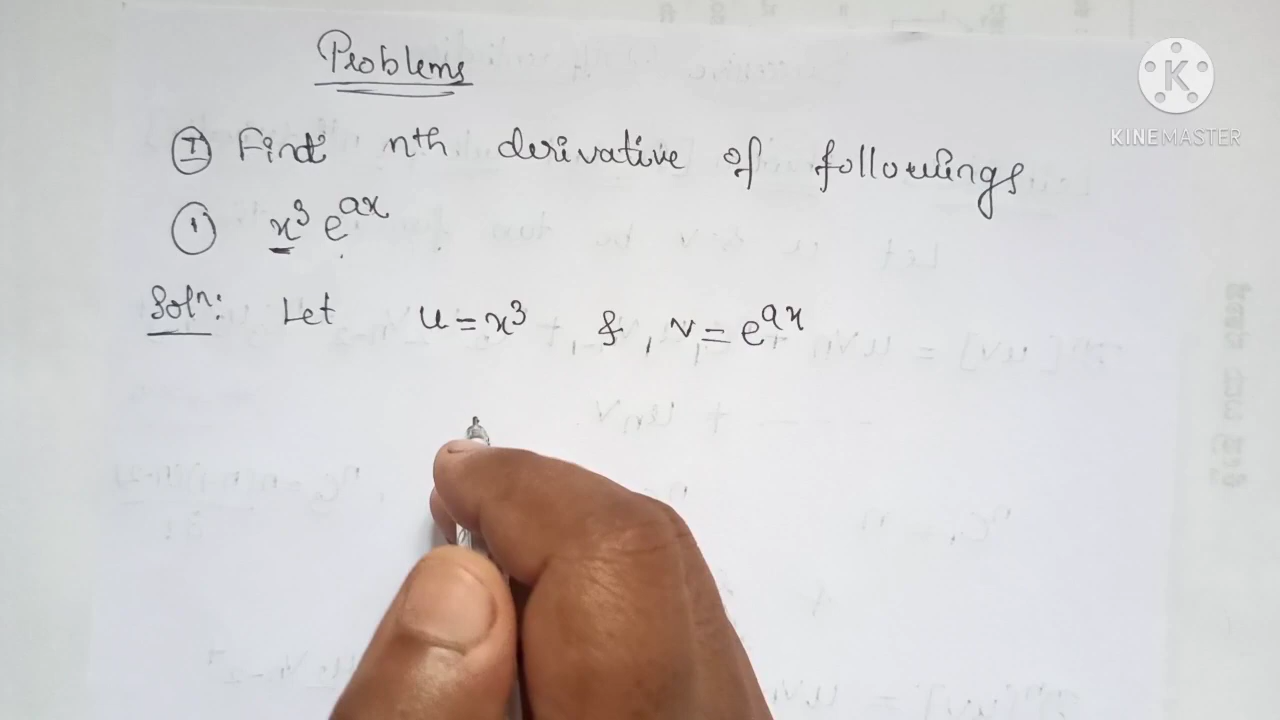 Problems
KINEMASTER
I Find nth derivative of followings
1 x³ e^ax
Solⁿ: Let u = x³ &, v = e^ax